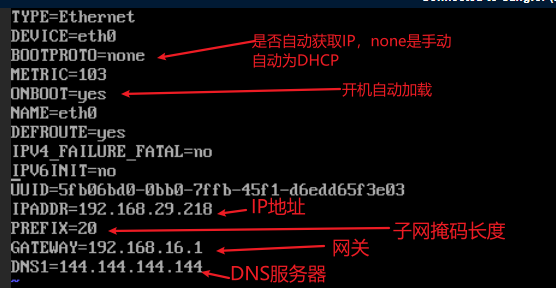 TYPE=Ethernet
DEVICE=eth0
BOOTPROTO=none
是否自动获取IP，none是手动
自动为DHCP
METRIC=103
ONBOOT=yes
开机自动加载
NAME=eth0
DEFROUTE=yes
IPV4_FAILURE_FATAL=no
IPV6INIT=no
UUID=5fb06bd0-0bb0-7ffb-45f1-d6edd65f3e03
IPADDR=192.168.29.218
IP地址
PREFIX=20
子网掩码长度
GATEWAY=192.168.16.1
网关
DNS1=144.144.144.144
DNS服务器
~